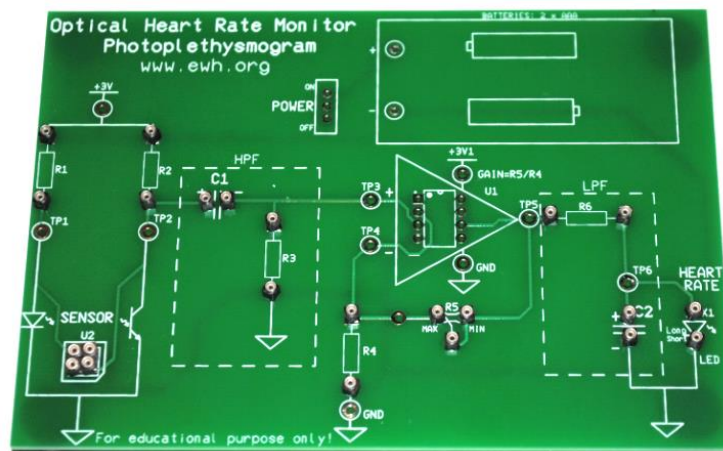 Optical Heart Rate Monitor
Photoplethysmogram
www.ewh.org
BATTERIES: 2 x AAA
+
-
ON
POWER
OFF
+3V
R1
R2
TP1
TP2
SENSOR
U2
HPF
C1
+
-
R3
TP3
+
TP4
-
+3V1
GAIN=R5/R4
U1
GND
TP5
R5
MAX
MIN
R4
GND
LPF
R6
TP6
+
C2
-
HEART
RATE
K1
Long
Short
LED
For educational purpose only!